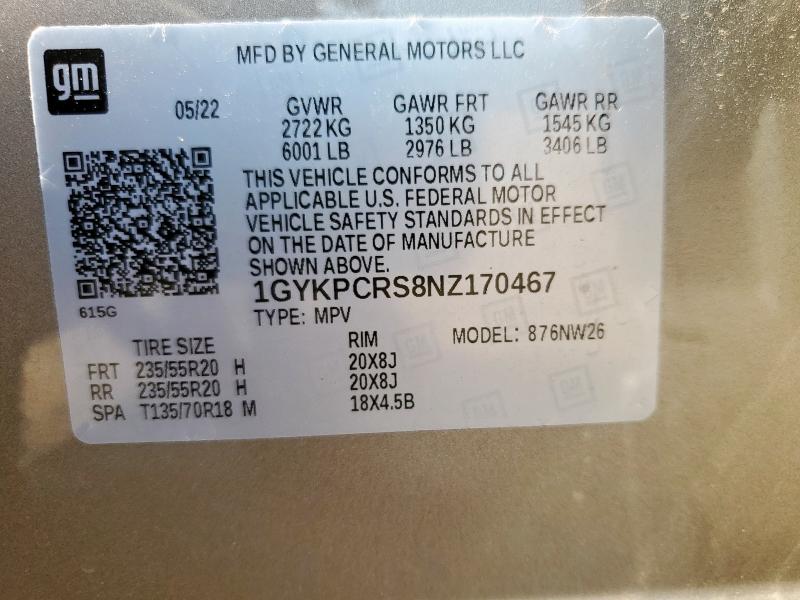 gm
MFD BY GENERAL MOTORS LLC
05/22 GVWR GAWR FRT GAWR RR
2722 KG 1350 KG 1545 KG
6001 LB 2976 LB 3406 LB
THIS VEHICLE CONFORMS TO ALL
APPLICABLE U.S. FEDERAL MOTOR
VEHICLE SAFETY STANDARDS IN EFFECT
ON THE DATE OF MANUFACTURE
SHOWN ABOVE.
1GYKPCRS8NZ170467
615G
TYPE: MPV MODEL: 876NW26
TIRE SIZE RIM
FRT 235/55R20 H 20X8J
RR 235/55R20 H 20X8J
SPA T135/70R18 M 18X4.5B